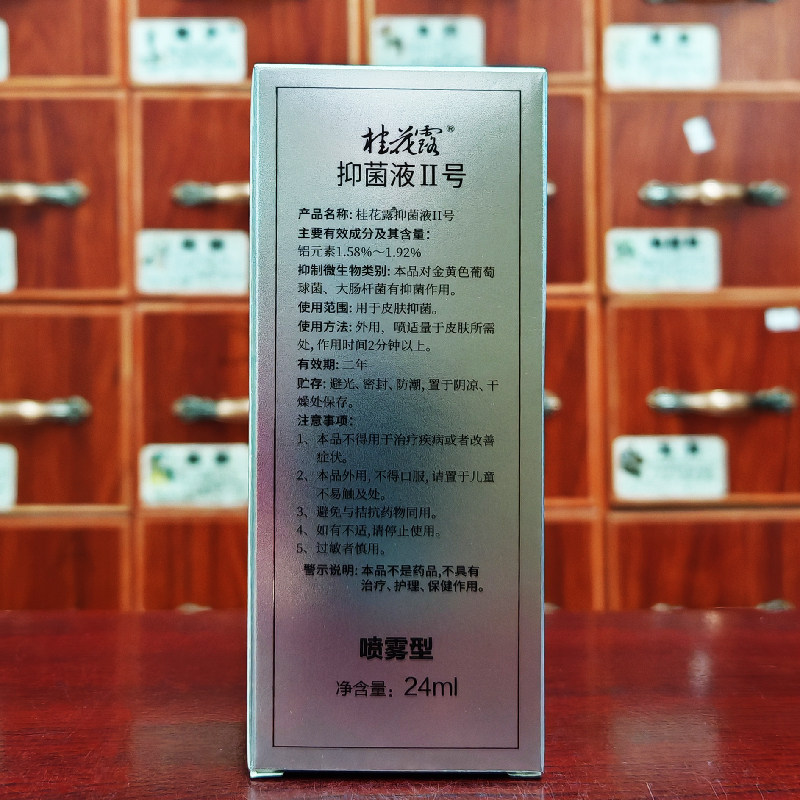 桂花露®
抑菌液II号
产品名称: 桂花露抑菌液II号
主要有效成分及其含量:
铝元素1.58%～1.92%
抑制微生物类别: 本品对金黄色葡萄
球菌、大肠杆菌有抑菌作用。
使用范围: 用于皮肤抑菌。
使用方法: 外用，喷适量于皮肤所需
处, 作用时间2分钟以上。
有效期: 二年
贮存: 避光、密封、防潮, 置于阴凉、干
燥处保存。
注意事项:
1、本品不得用于治疗疾病或者改善
症状。
2、本品外用, 不得口服, 请置于儿童
不易触及处。
3、避免与拮抗药物同用。
4、如有不适, 请停止使用。
5、过敏者慎用。
警示说明: 本品不是药品, 不具有
治疗、护理、保健作用。
喷雾型
净含量: 24ml